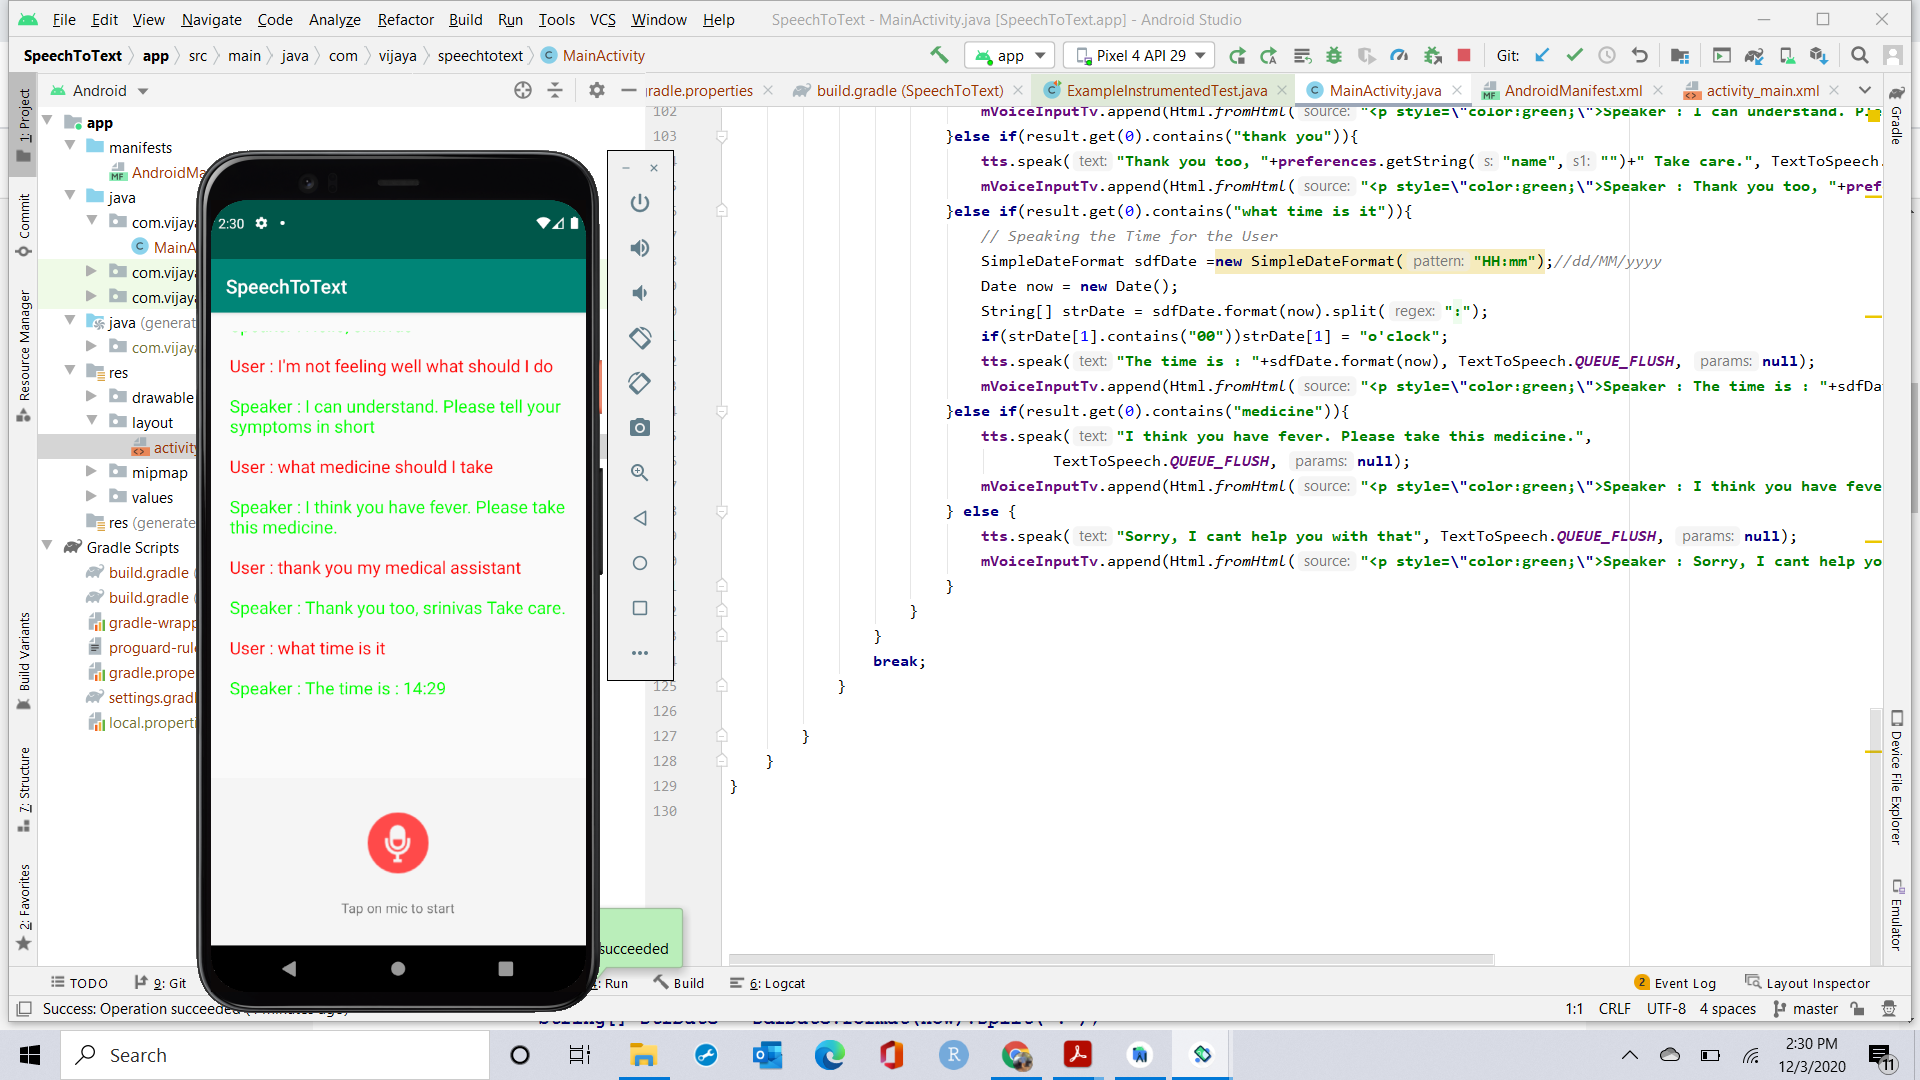 File Edit View Navigate Code Analyze Refactor Build Run Tools VCS Window Help SpeechToText - MainActivity.java [SpeechToText.app] - Android Studio
SpeechToText app src main java com vijaya speechtotext MainActivity app Pixel 4 API 29 Git:
Android
gradle.properties build.gradle (SpeechToText) ExampleInstrumentedTest.java MainActivity.java AndroidManifest.xml activity_main.xml
1: Project
Commit
Resource Manager
Build Variants
7: Structure
2: Favorites
app
manifests
AndroidMa
java
com.vijay
MainA
com.vijaya
com.vijaya
java (generat
com.vijay
res
drawable
layout
activity
mipmap
values
res (generate
Gradle Scripts
build.gradle (
build.gradle (
gradle-wrapp
proguard-rule
gradle.prope
settings.gradl
local.properti
2:30
SpeechToText
User : I'm not feeling well what should I do
Speaker : I can understand. Please tell your
symptoms in short
User : what medicine should I take
Speaker : I think you have fever. Please take
this medicine.
User : thank you my medical assistant
Speaker : Thank you too, srinivas Take care.
User : what time is it
Speaker : The time is : 14:29
Tap on mic to start
succeeded
102 mVoiceInputTv.append(Html.fromHtml( source: "<p style=\"color:green;\">Speaker : I can understand. Ple
103 }else if(result.get(0).contains("thank you")){
tts.speak( text: "Thank you too, "+preferences.getString( s: "name", s1: "")+" Take care.", TextToSpeech.
mVoiceInputTv.append(Html.fromHtml( source: "<p style=\"color:green;\">Speaker : Thank you too, "+pref
}else if(result.get(0).contains("what time is it")){
// Speaking the Time for the User
SimpleDateFormat sdfDate =new SimpleDateFormat( pattern: "HH:mm");//dd/MM/yyyy
Date now = new Date();
String[] strDate = sdfDate.format(now).split( regex: ":");
if(strDate[1].contains("00"))strDate[1] = "o'clock";
tts.speak( text: "The time is : "+sdfDate.format(now), TextToSpeech.QUEUE_FLUSH, params: null);
mVoiceInputTv.append(Html.fromHtml( source: "<p style=\"color:green;\">Speaker : The time is : "+sdfDa
}else if(result.get(0).contains("medicine")){
tts.speak( text: "I think you have fever. Please take this medicine.",
TextToSpeech.QUEUE_FLUSH, params: null);
mVoiceInputTv.append(Html.fromHtml( source: "<p style=\"color:green;\">Speaker : I think you have feve
} else {
tts.speak( text: "Sorry, I cant help you with that", TextToSpeech.QUEUE_FLUSH, params: null);
mVoiceInputTv.append(Html.fromHtml( source: "<p style=\"color:green;\">Speaker : Sorry, I cant help yo
}
}
}
break;
125 }
126
127 }
128 }
129 }
130
Gradle
Device File Explorer
Emulator
TODO 9: Git 4: Run Build 6: Logcat 2 Event Log Layout Inspector
Success: Operation succeeded 1:1 CRLF UTF-8 4 spaces master
Search
2:30 PM
12/3/2020
11